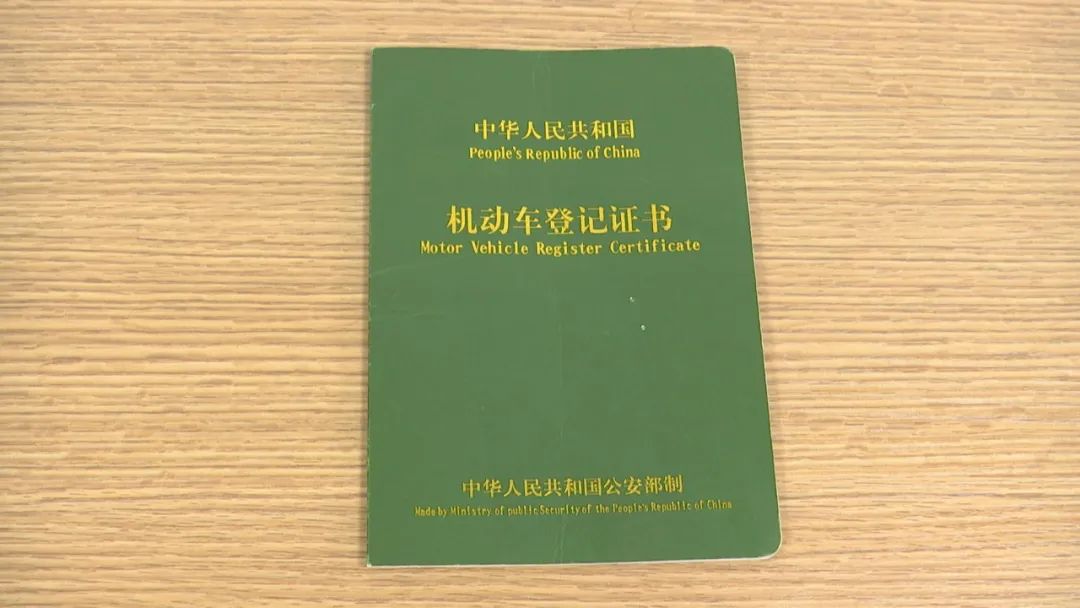 中华人民共和国
People's Republic of China
机动车登记证书
Motor Vehicle Register Certificate
中华人民共和国公安部制
Made by Ministry of public Security of the People's Republic of China